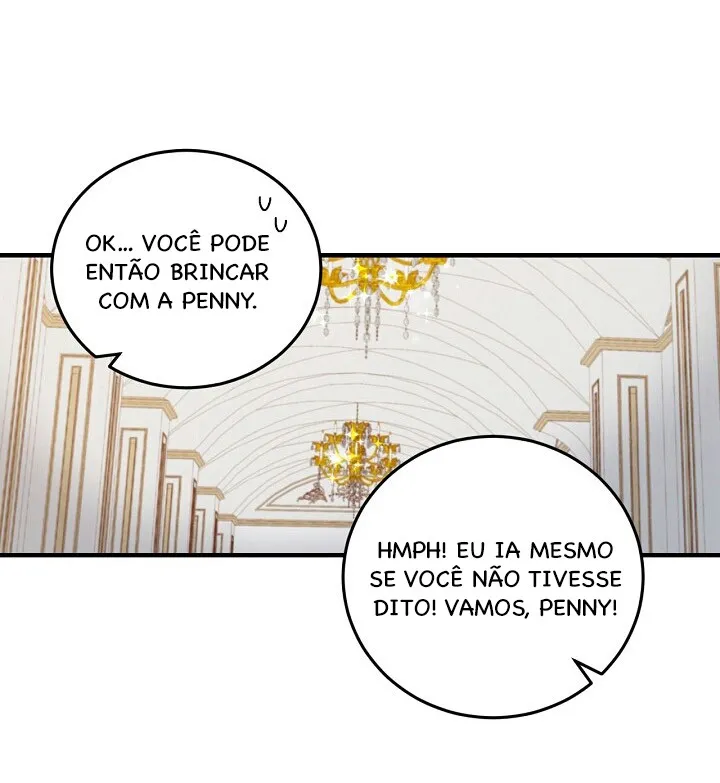 OK... VOCÊ PODE
ENTÃO BRINCAR
COM A PENNY.
HMPH! EU IA MESMO
SE VOCÊ NÃO TIVESSE
DITO! VAMOS, PENNY!